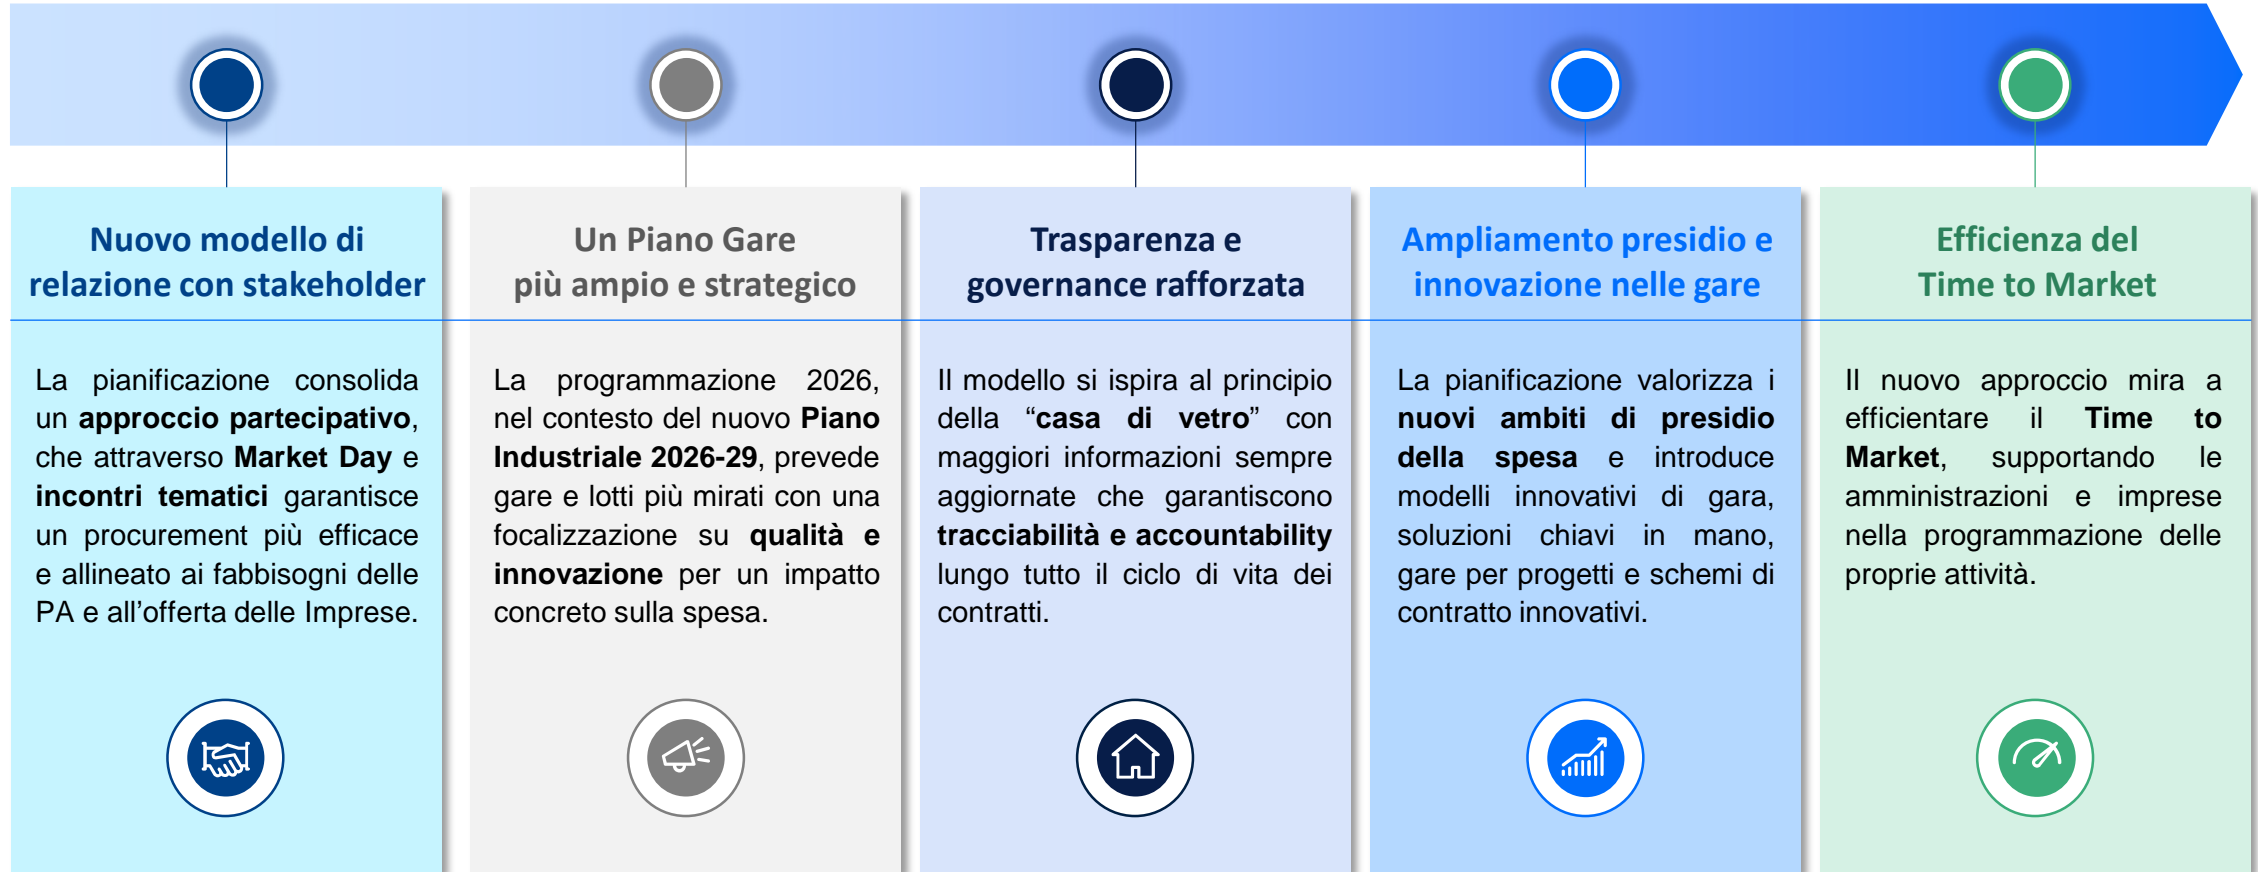 Nuovo modello di
relazione con stakeholder
La pianificazione consolida
un approccio partecipativo,
che attraverso Market Day e
incontri tematici garantisce
un procurement più efficace
e allineato ai fabbisogni delle
PA e all’offerta delle Imprese.
Un Piano Gare
più ampio e strategico
La programmazione 2026,
nel contesto del nuovo Piano
Industriale 2026-29, prevede
gare e lotti più mirati con una
focalizzazione su qualità e
innovazione per un impatto
concreto sulla spesa.
Trasparenza e
governance rafforzata
Il modello si ispira al principio
della “casa di vetro” con
maggiori informazioni sempre
aggiornate che garantiscono
tracciabilità e accountability
lungo tutto il ciclo di vita dei
contratti.
Ampliamento presidio e
innovazione nelle gare
La pianificazione valorizza i
nuovi ambiti di presidio
della spesa e introduce
modelli innovativi di gara,
soluzioni chiavi in mano,
gare per progetti e schemi di
contratto innovativi.
Efficienza del
Time to Market
Il nuovo approccio mira a
efficientare il Time to
Market, supportando le
amministrazioni e imprese
nella programmazione delle
proprie attività.